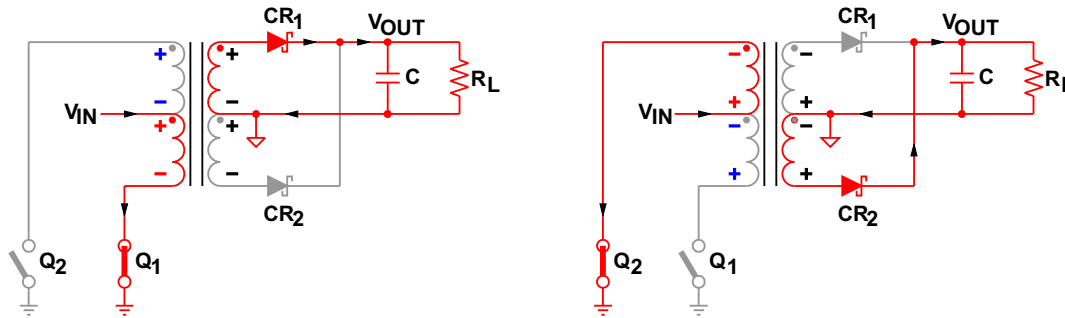 CR1
VOUT
+
+
-
-
C
RL
VIN
+
+
-
-
CR2
Q2
Q1
CR1
VOUT
-
-
+
+
C
R
VIN
-
-
+
+
CR2
Q2
Q1